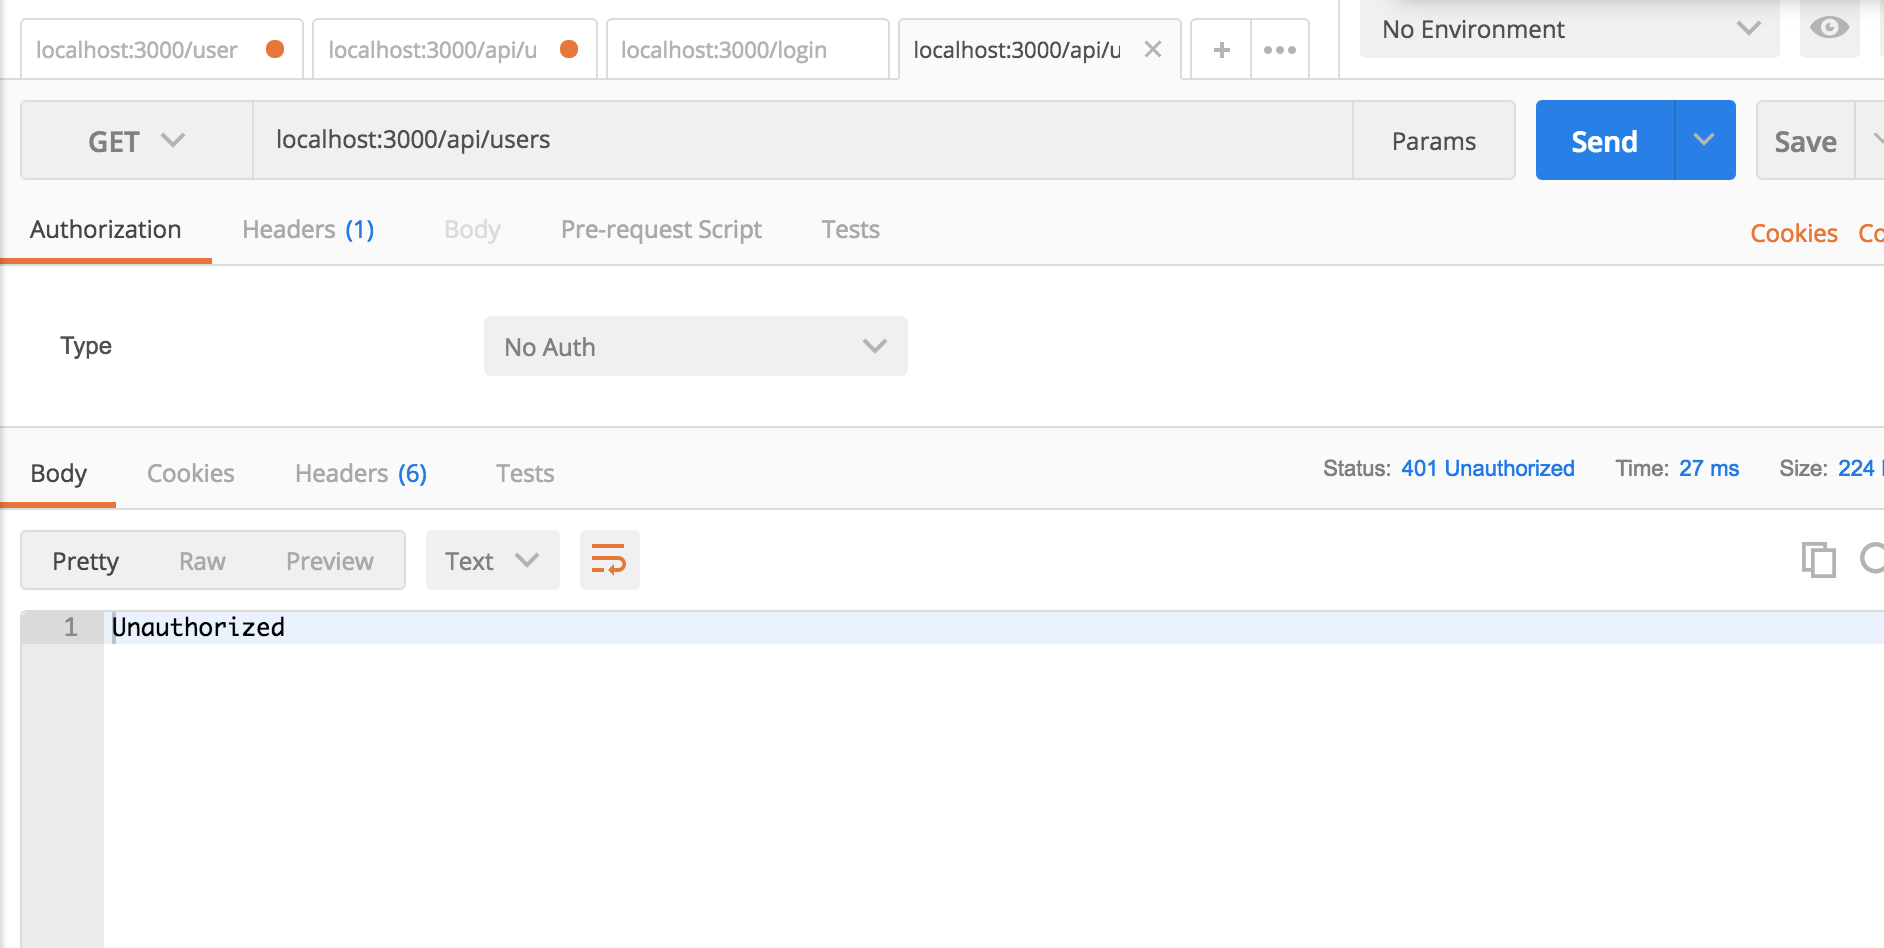 localhost:3000/user localhost:3000/api/u localhost:3000/login localhost:3000/api/u No Environment
GET localhost:3000/api/users Params Send Save
Authorization Headers (1) Body Pre-request Script Tests Cookies Co
Type No Auth
Body Cookies Headers (6) Tests Status: 401 Unauthorized Time: 27 ms Size: 224
Pretty Raw Preview Text
1 Unauthorized